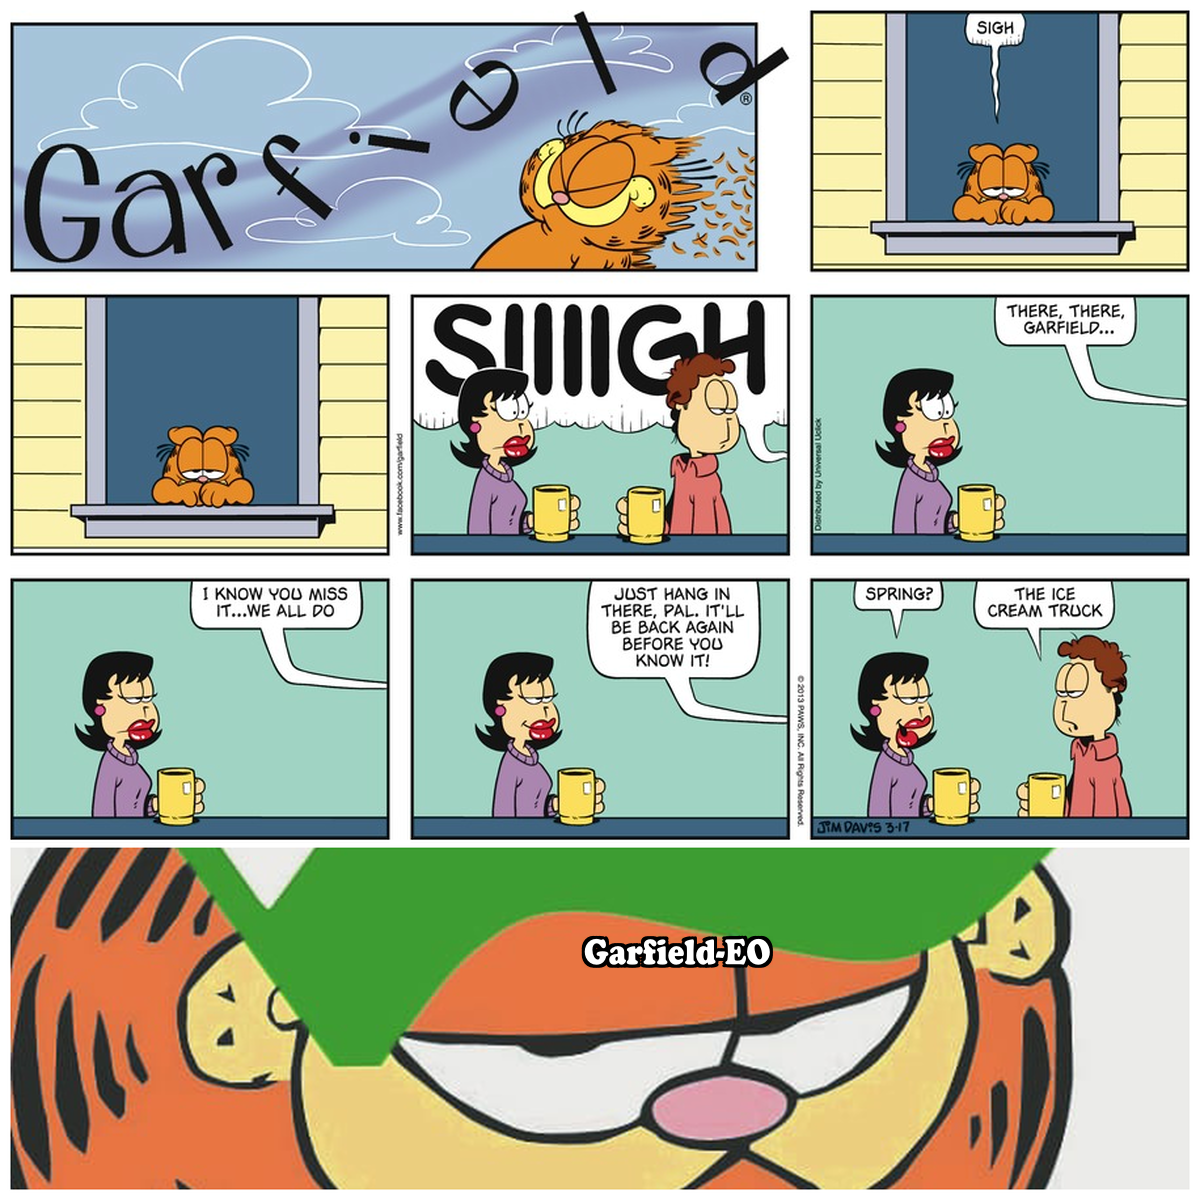 Garfield
®
SIGH
www.facebook.com/garfield
SIIIIGH
Distributed by Universal Uclick
THERE, THERE,
GARFIELD...
I KNOW YOU MISS
IT...WE ALL DO
JUST HANG IN
THERE, PAL. IT'LL
BE BACK AGAIN
BEFORE YOU
KNOW IT!
© 2013 PAWS, INC. All Rights Reserved.
SPRING?
THE ICE
CREAM TRUCK
JIM DAVIS 3-17
Garfield-EO